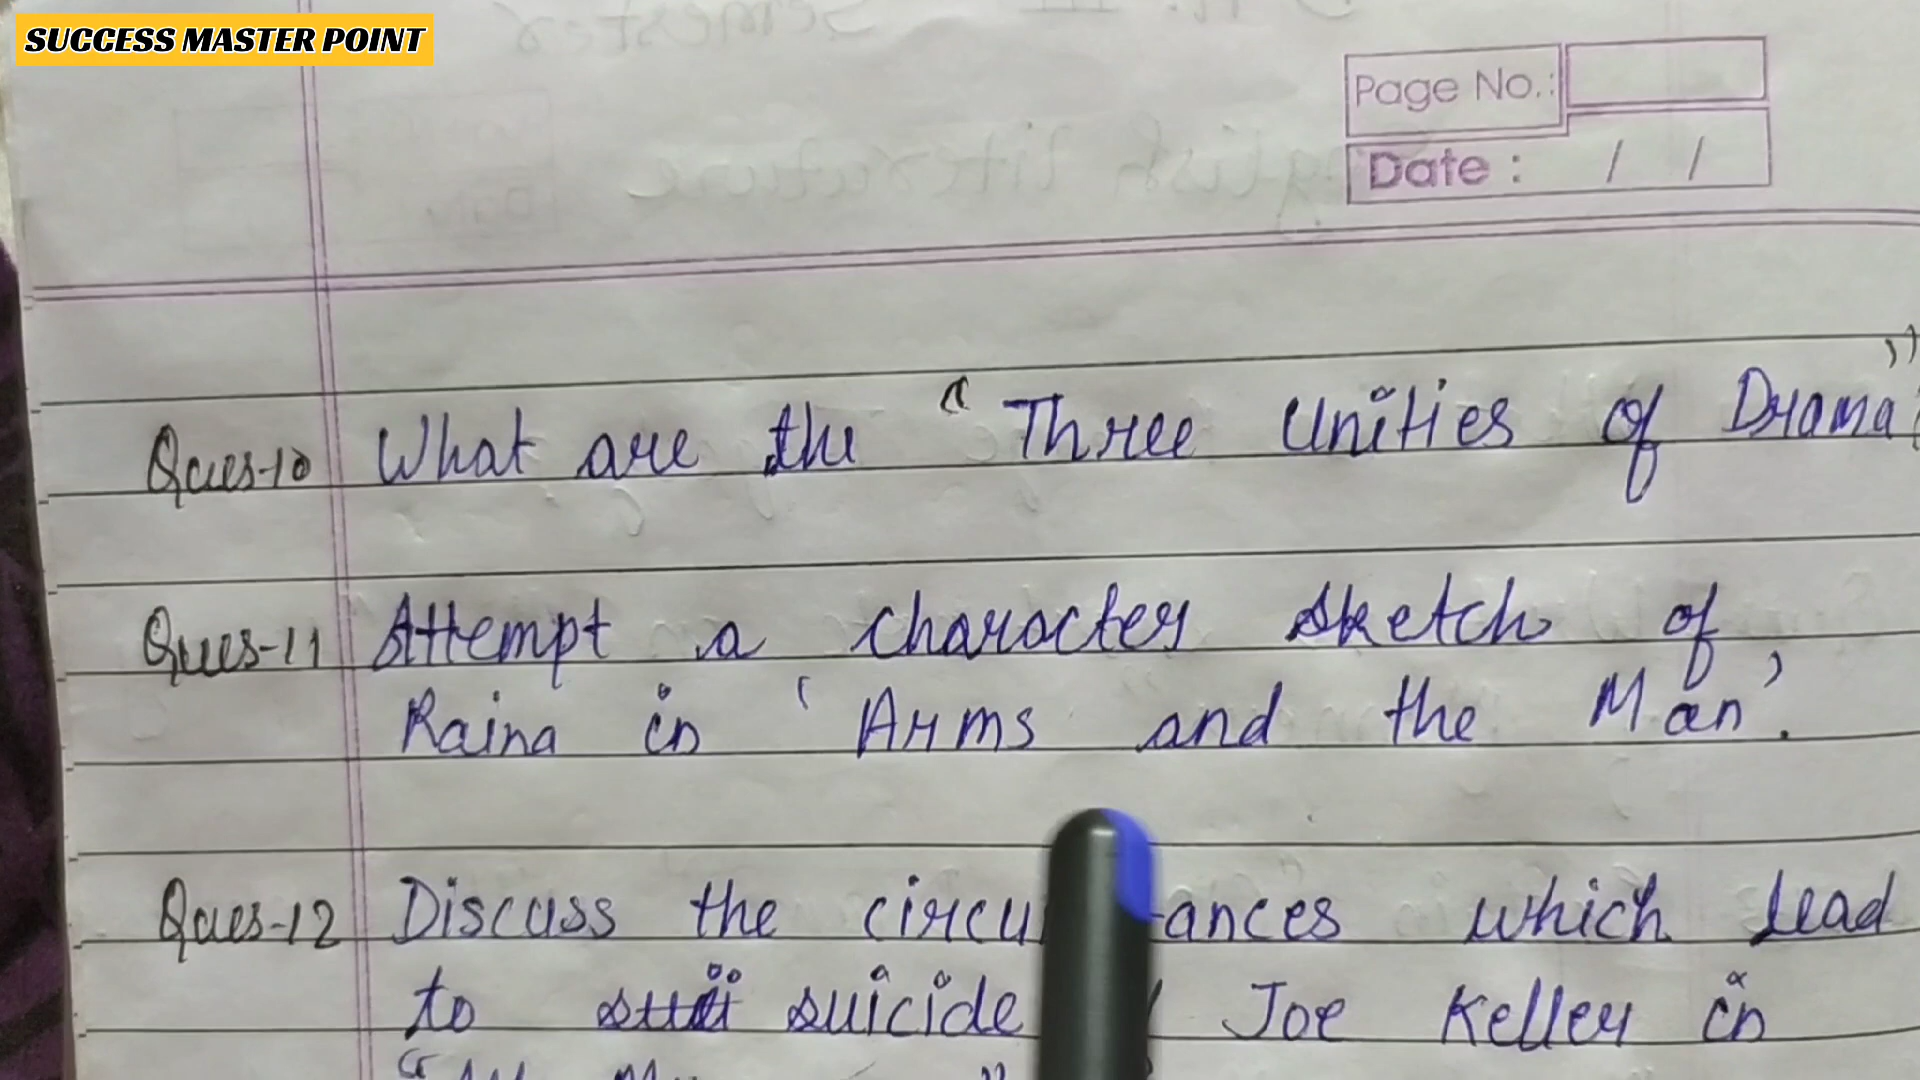 SUCCESS MASTER POINT
Page No.:
Date : / /
Ques-10 What are the "Three Unities of Drama"
Ques-11 Attempt a character sketch of
Raina in 'Arms and the Man'.
Ques-12 Discuss the which lead
to suicide Joe Keller in